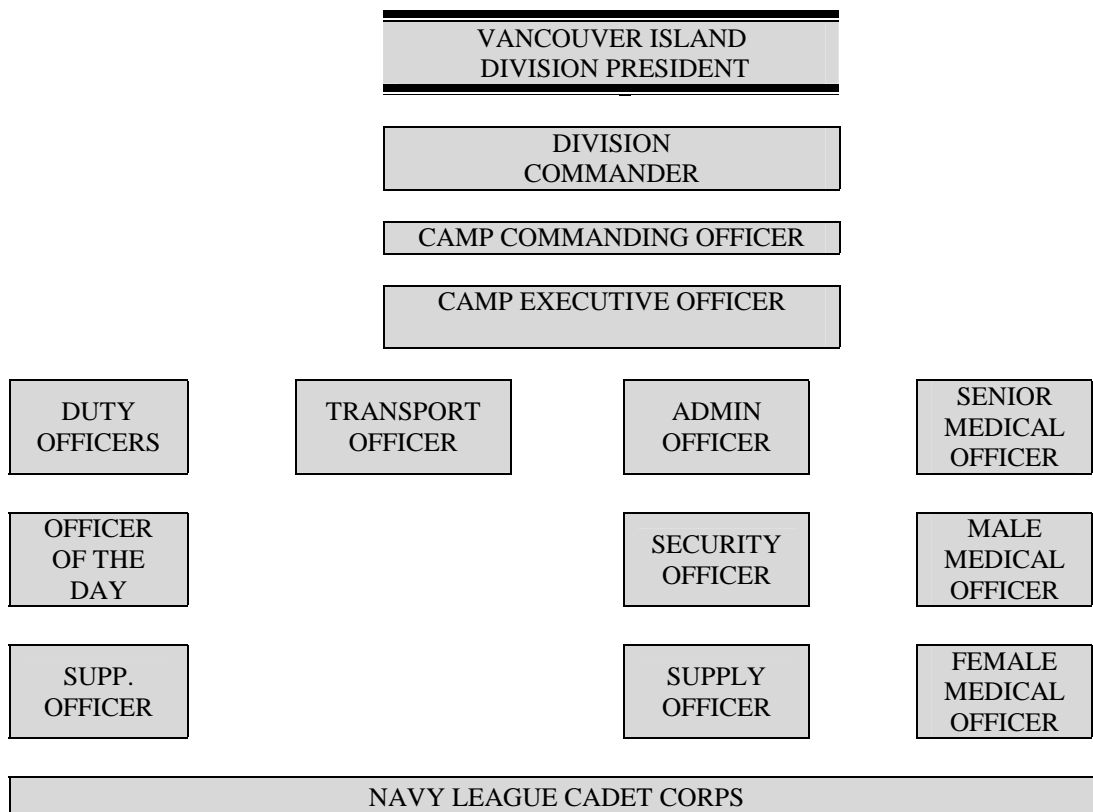 VANCOUVER ISLAND
DIVISION PRESIDENT
DIVISION
COMMANDER
CAMP COMMANDING OFFICER
CAMP EXECUTIVE OFFICER
DUTY
OFFICERS
TRANSPORT
OFFICER
ADMIN
OFFICER
SENIOR
MEDICAL
OFFICER
OFFICER
OF THE
DAY
SECURITY
OFFICER
MALE
MEDICAL
OFFICER
SUPP.
OFFICER
SUPPLY
OFFICER
FEMALE
MEDICAL
OFFICER
NAVY LEAGUE CADET CORPS